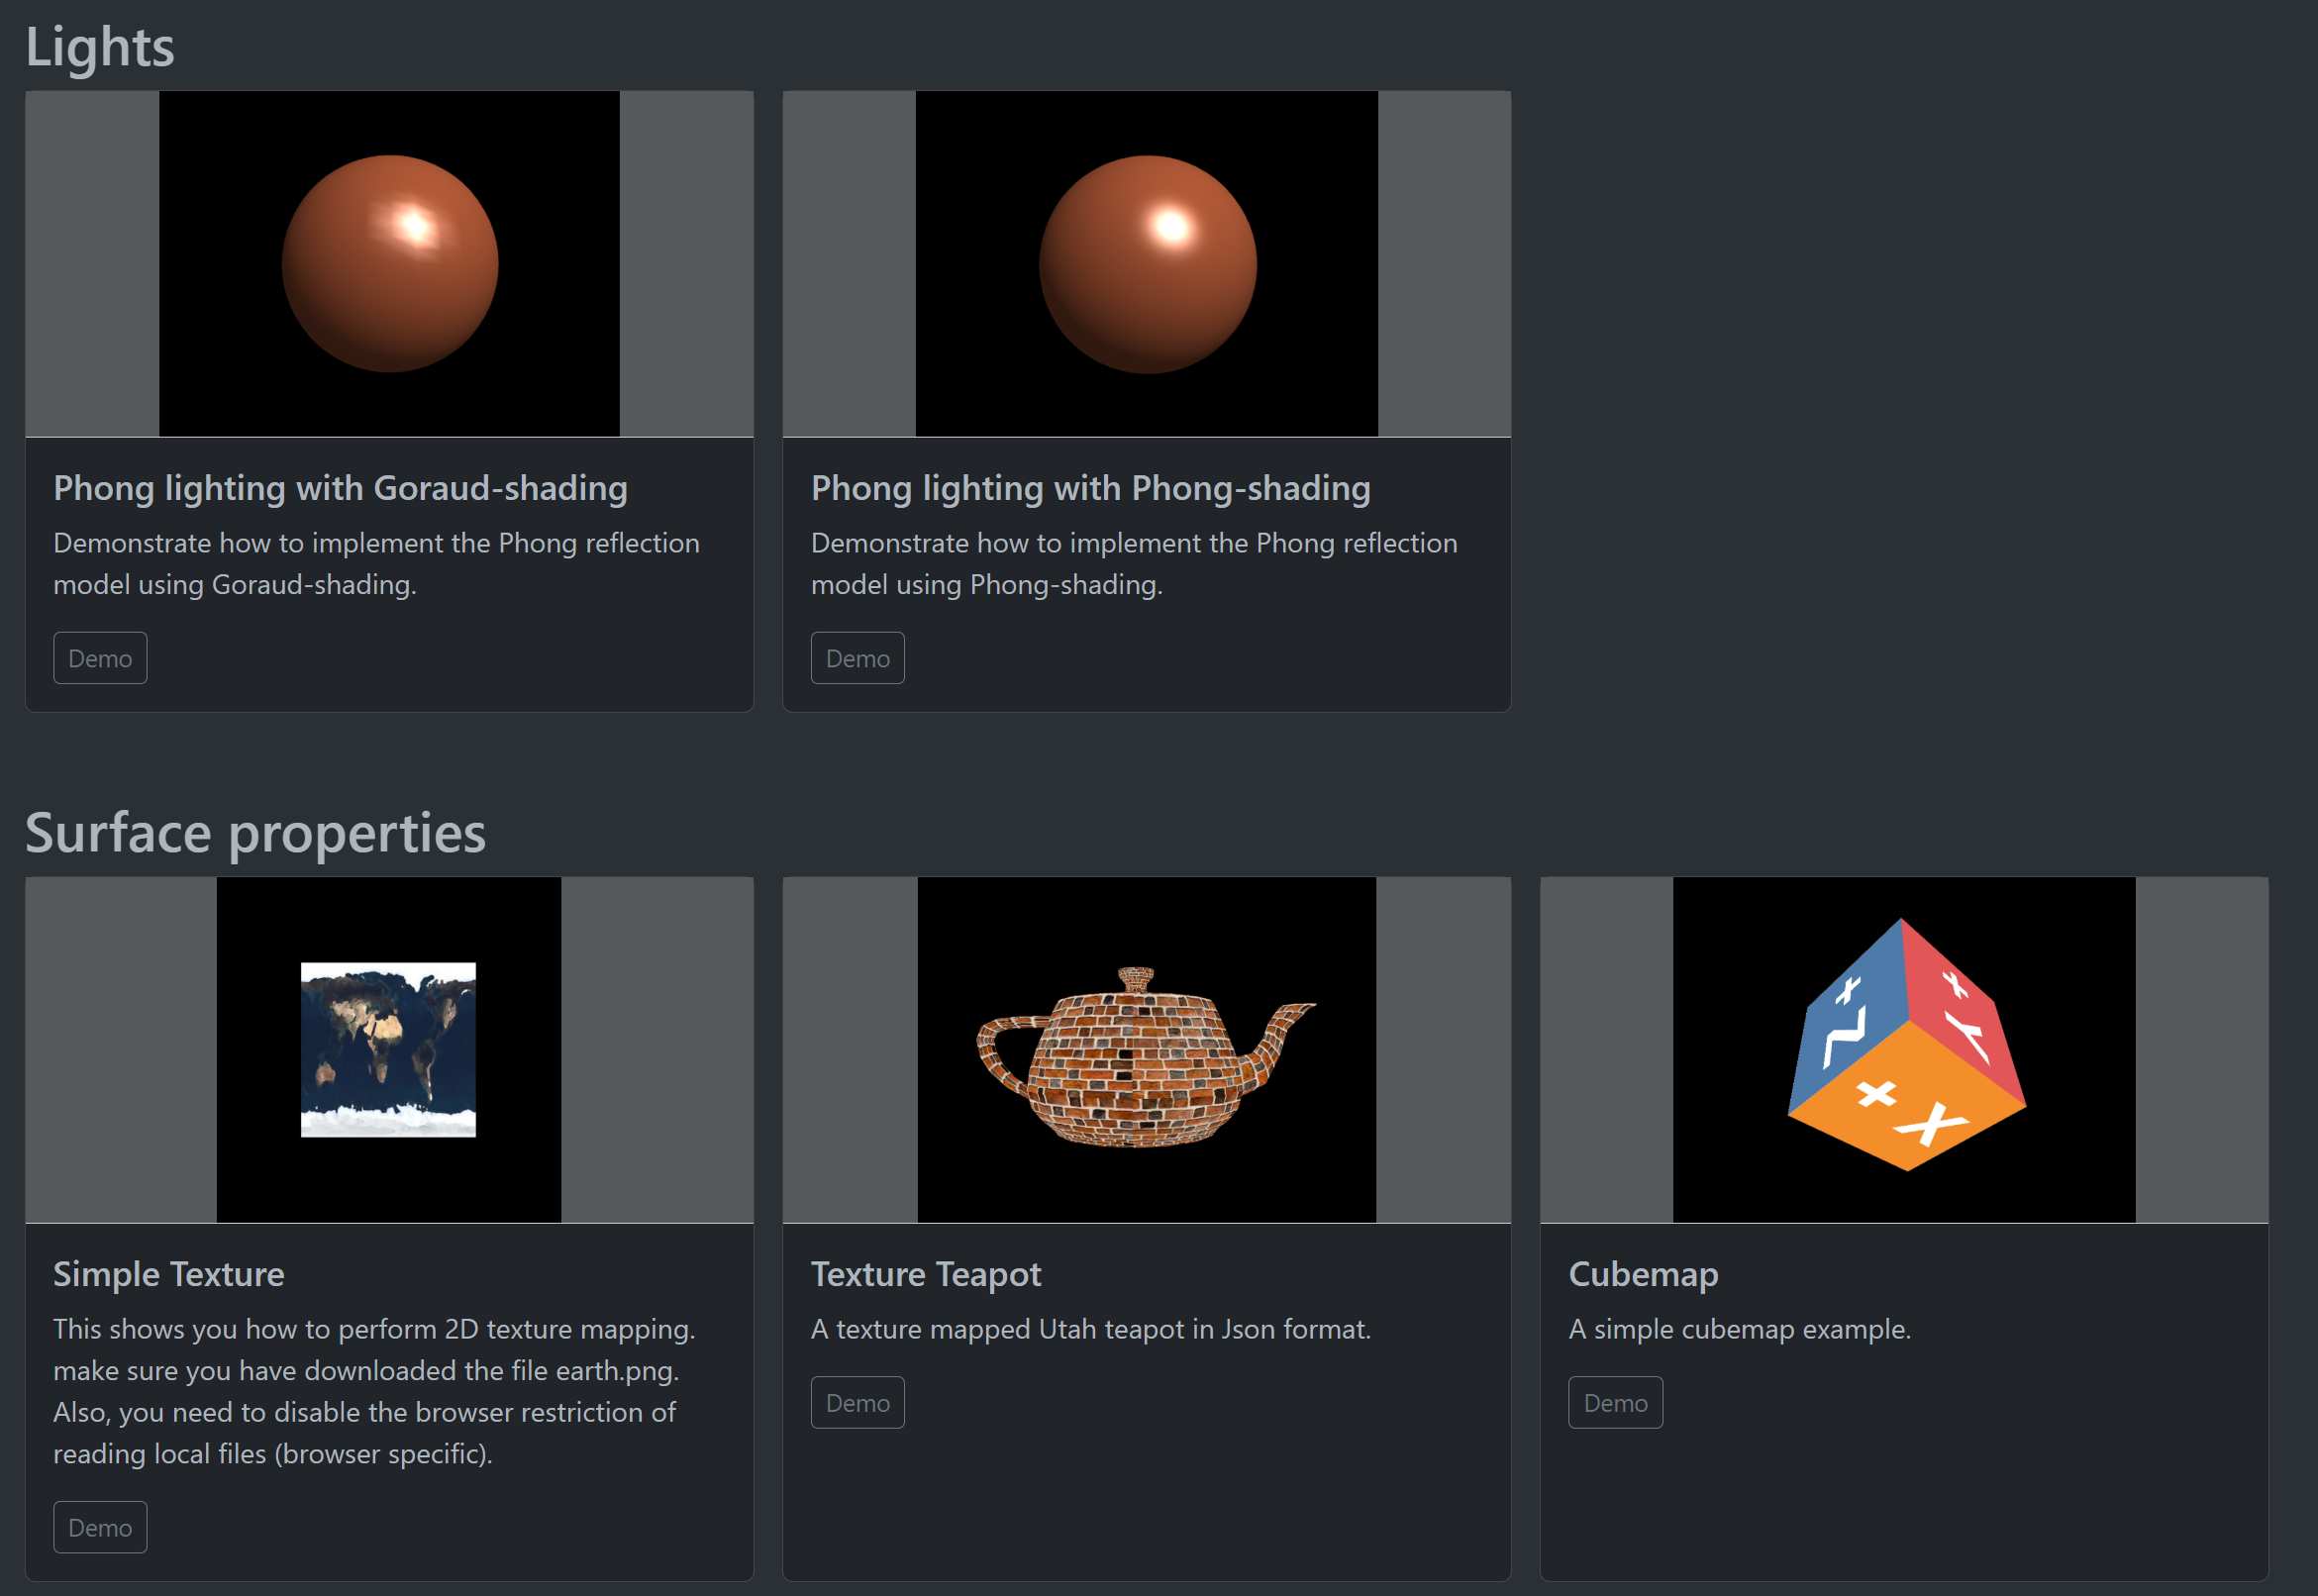 Lights
Phong lighting with Goraud-shading
Demonstrate how to implement the Phong reflection
model using Goraud-shading.
Demo
Phong lighting with Phong-shading
Demonstrate how to implement the Phong reflection
model using Phong-shading.
Demo
Surface properties
Simple Texture
This shows you how to perform 2D texture mapping.
make sure you have downloaded the file earth.png.
Also, you need to disable the browser restriction of
reading local files (browser specific).
Demo
Texture Teapot
A texture mapped Utah teapot in Json format.
Demo
+Z
+Y
+X
Cubemap
A simple cubemap example.
Demo